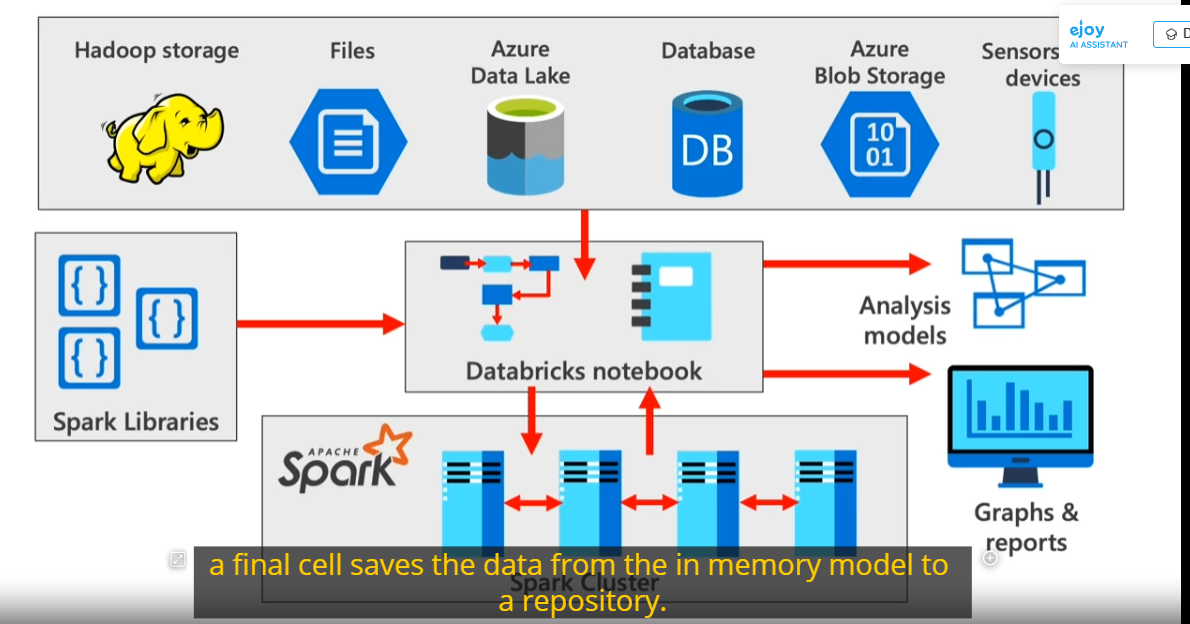 ejoy
AI ASSISTANT
Hadoop storage
Files
Azure
Data Lake
Database
Azure
Blob Storage
Sensors
devices
DB
10
01
{ }
{ }
{ }
Spark Libraries
Databricks notebook
Analysis
models
APACHE
Spark
Graphs &
reports
Spark Cluster
a final cell saves the data from the in memory model to
a repository.